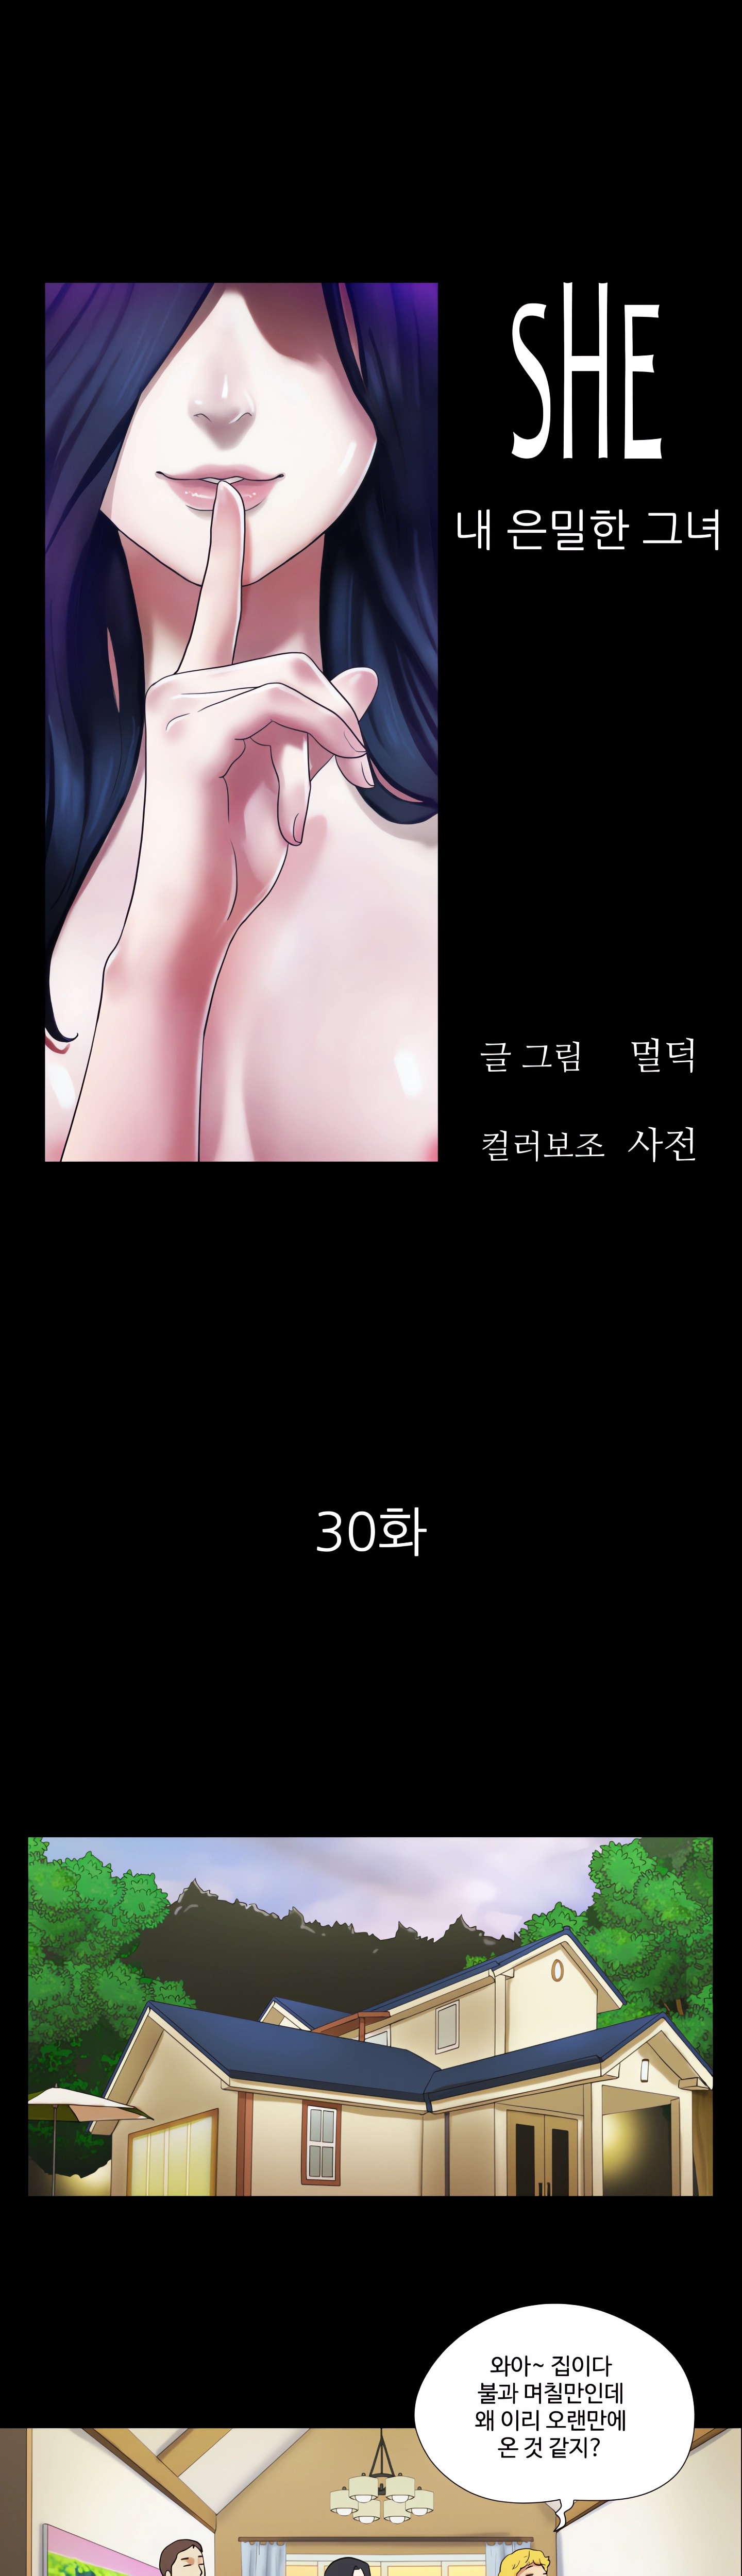 SHE
내 은밀한 그녀
글 그림 멀덕
컬러보조 사전
30화
와아~ 집이다
불과 며칠만인데
왜 이리 오랜만에
온 것 같지?